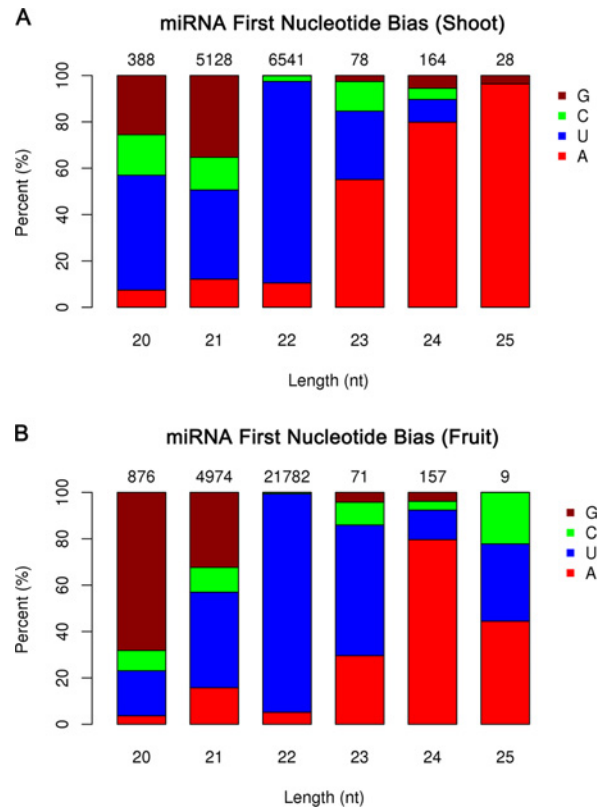 A
miRNA First Nucleotide Bias (Shoot)
388 5128 6541 78 164 28
100
80
60
40
20
0
Percent (%)
G
C
U
A
20 21 22 23 24 25
Length (nt)
B
miRNA First Nucleotide Bias (Fruit)
876 4974 21782 71 157 9
100
80
60
40
20
0
Percent (%)
G
C
U
A
20 21 22 23 24 25
Length (nt)